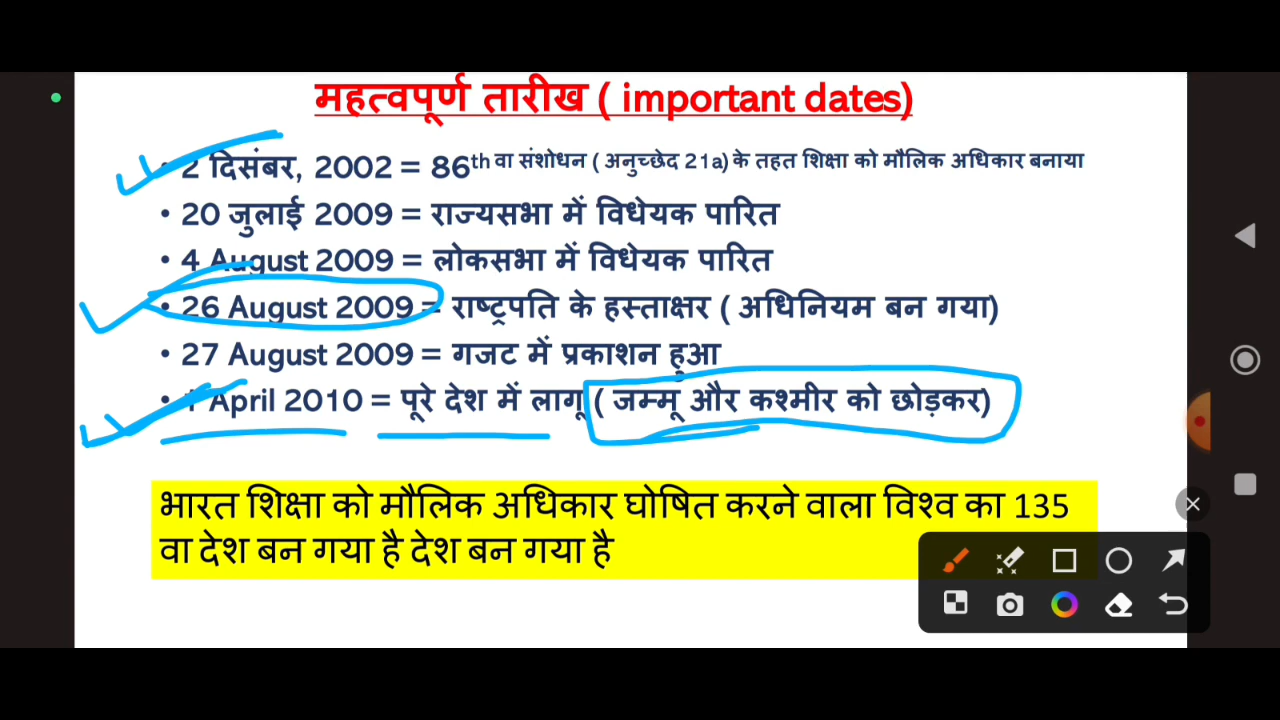 महत्वपूर्ण तारीख ( important dates)
• 2 दिसंबर, 2002 = 86th वा संशोधन ( अनुच्छेद 21a) के तहत शिक्षा को मौलिक अधिकार बनाया
• 20 जुलाई 2009 = राज्यसभा में विधेयक पारित
• 4 August 2009 = लोकसभा में विधेयक पारित
• 26 August 2009 = राष्ट्रपति के हस्ताक्षर ( अधिनियम बन गया)
• 27 August 2009 = गजट में प्रकाशन हुआ
• 1 April 2010 = पूरे देश में लागू ( जम्मू और कश्मीर को छोड़कर)
भारत शिक्षा को मौलिक अधिकार घोषित करने वाला विश्व का 135
वा देश बन गया है देश बन गया है